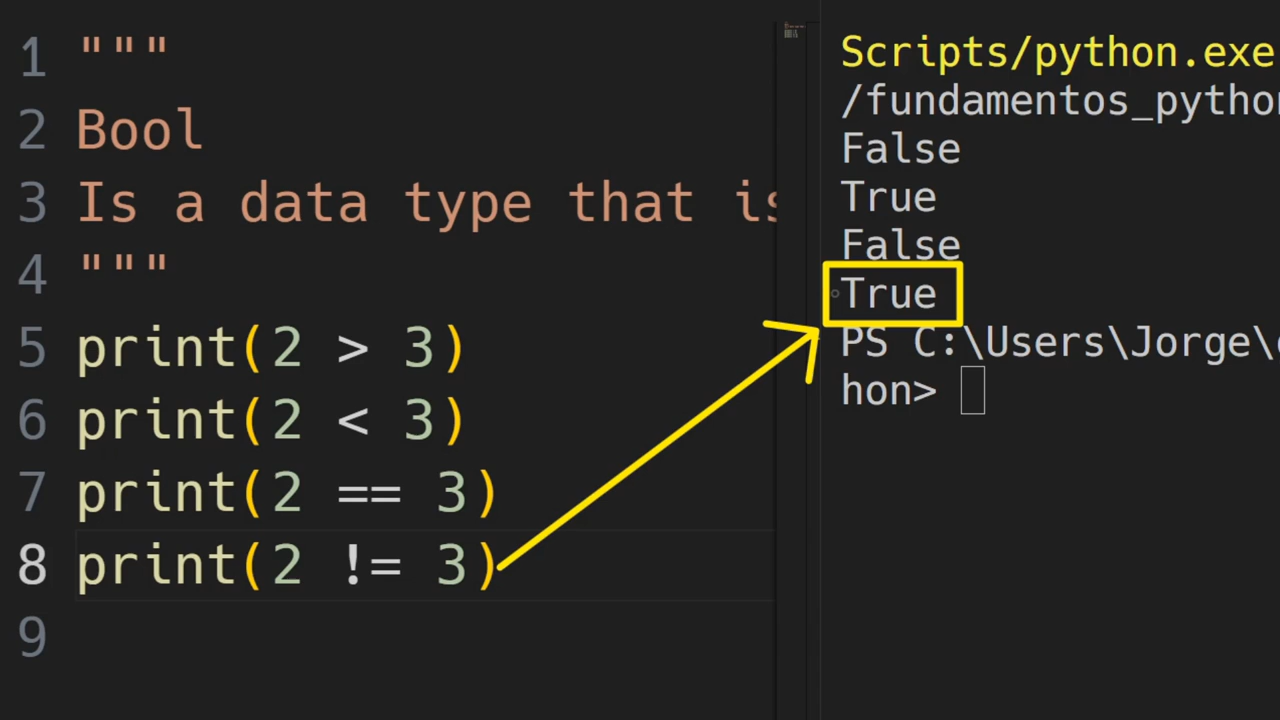 1 """
2 Bool
3 Is a data type that is
4 """
5 print(2 > 3)
6 print(2 < 3)
7 print(2 == 3)
8 print(2 != 3)
9
Scripts/python.exe
/fundamentos_python
False
True
False
True
PS C:\Users\Jorge\
hon>